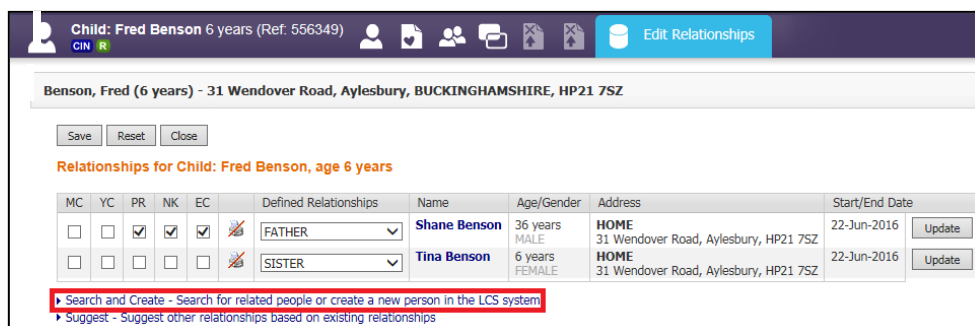 Child: Fred Benson 6 years (Ref: 556349)
CIN R
Edit Relationships
Benson, Fred (6 years) - 31 Wendover Road, Aylesbury, BUCKINGHAMSHIRE, HP21 7SZ
Save Reset Close
Relationships for Child: Fred Benson, age 6 years
MC YC PR NK EC Defined Relationships Name Age/Gender Address Start/End Date
FATHER Shane Benson 36 years HOME 22-Jun-2016 Update
MALE 31 Wendover Road, Aylesbury, HP21 7SZ
SISTER Tina Benson 6 years HOME 22-Jun-2016 Update
FEMALE 31 Wendover Road, Aylesbury, HP21 7SZ
Search and Create - Search for related people or create a new person in the LCS system
Suggest - Suggest other relationships based on existing relationships